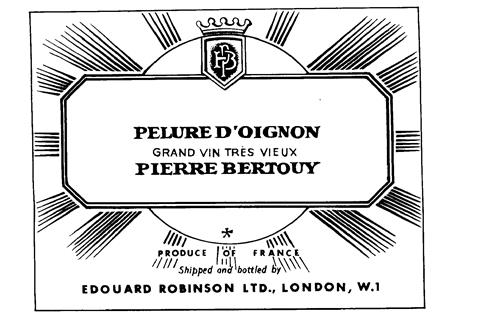 PB
PELURE D'OIGNON
GRAND VIN TRÈS VIEUX
PIERRE BERTOUY
*
PRODUCE OF FRANCE
Shipped and bottled by
EDOUARD ROBINSON LTD., LONDON, W.1